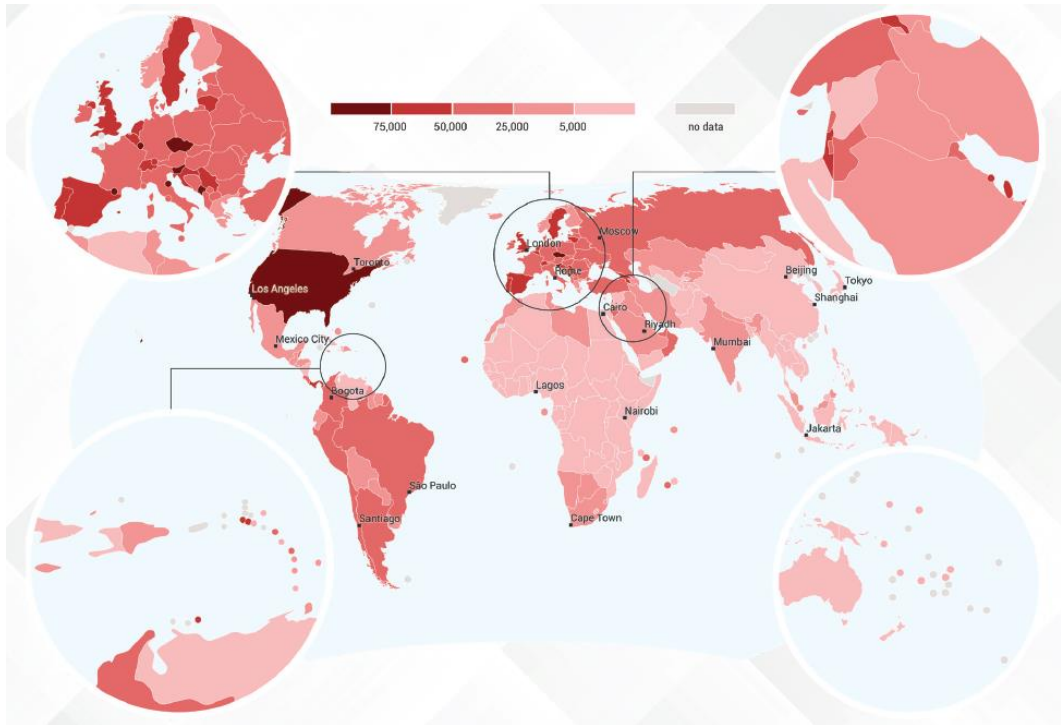 75,000
50,000
25,000
5,000
no data
London
Moscow
Rome
Toronto
Los Angeles
Beijing
Tokyo
Cairo
Shanghai
Riyadh
Mexico City
Mumbai
Bogota
Lagos
Nairobi
Jakarta
São Paulo
Santiago
Cape Town